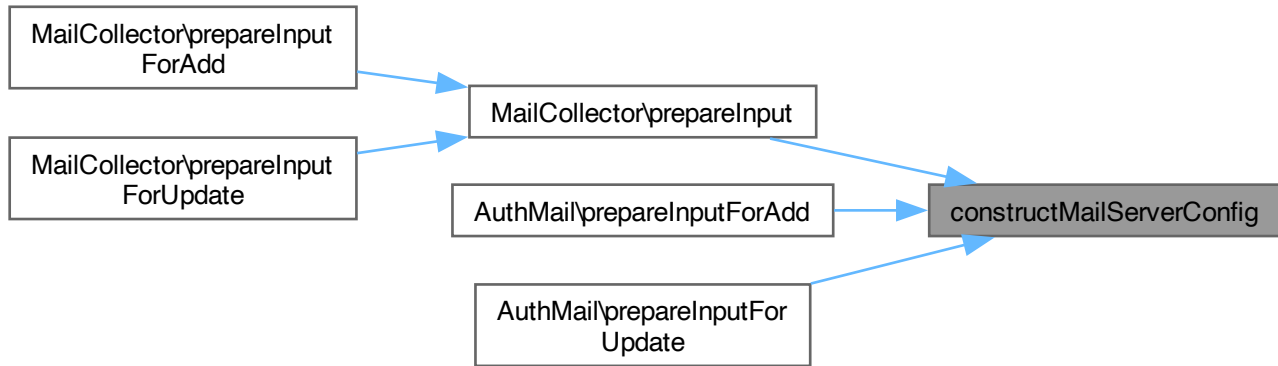 MailCollector\prepareInput
ForAdd
MailCollector\prepareInput
ForUpdate
MailCollector\prepareInput
AuthMail\prepareInputForAdd
AuthMail\prepareInputFor
Update
constructMailServerConfig